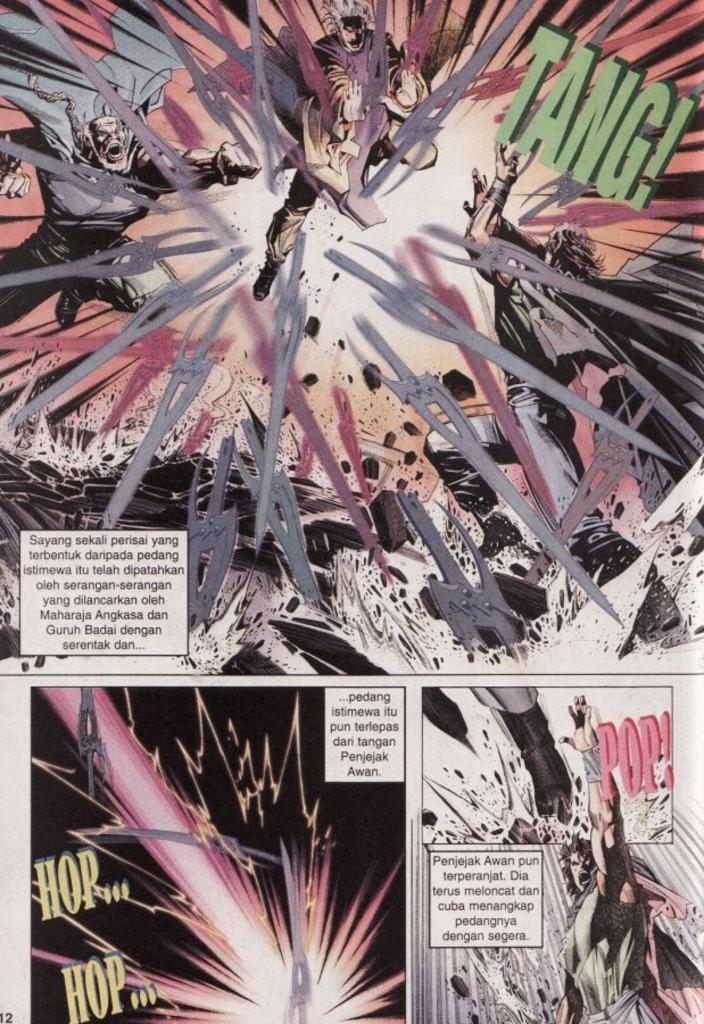 TANG!
Sayang sekali perisai yang
terbentuk daripada pedang
istimewa itu telah dipatahkan
oleh serangan-serangan
yang dilancarkan oleh
Maharaja Angkasa dan
Guruh Badai dengan
serentak dan...
...pedang
istimewa itu
pun terlepas
dari tangan
Penjejak
Awan.
HOP...
HOP...
POP!
Penjejak Awan pun
terperanjat. Dia
terus meloncat dan
cuba menangkap
pedangnya
dengan segera.
12